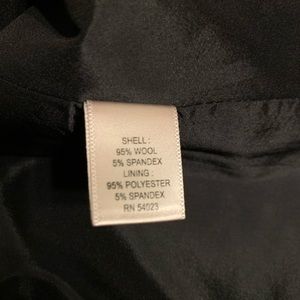 SHELL :
95% WOOL
5% SPANDEX
LINING :
95% POLYESTER
5% SPANDEX
RN 54023